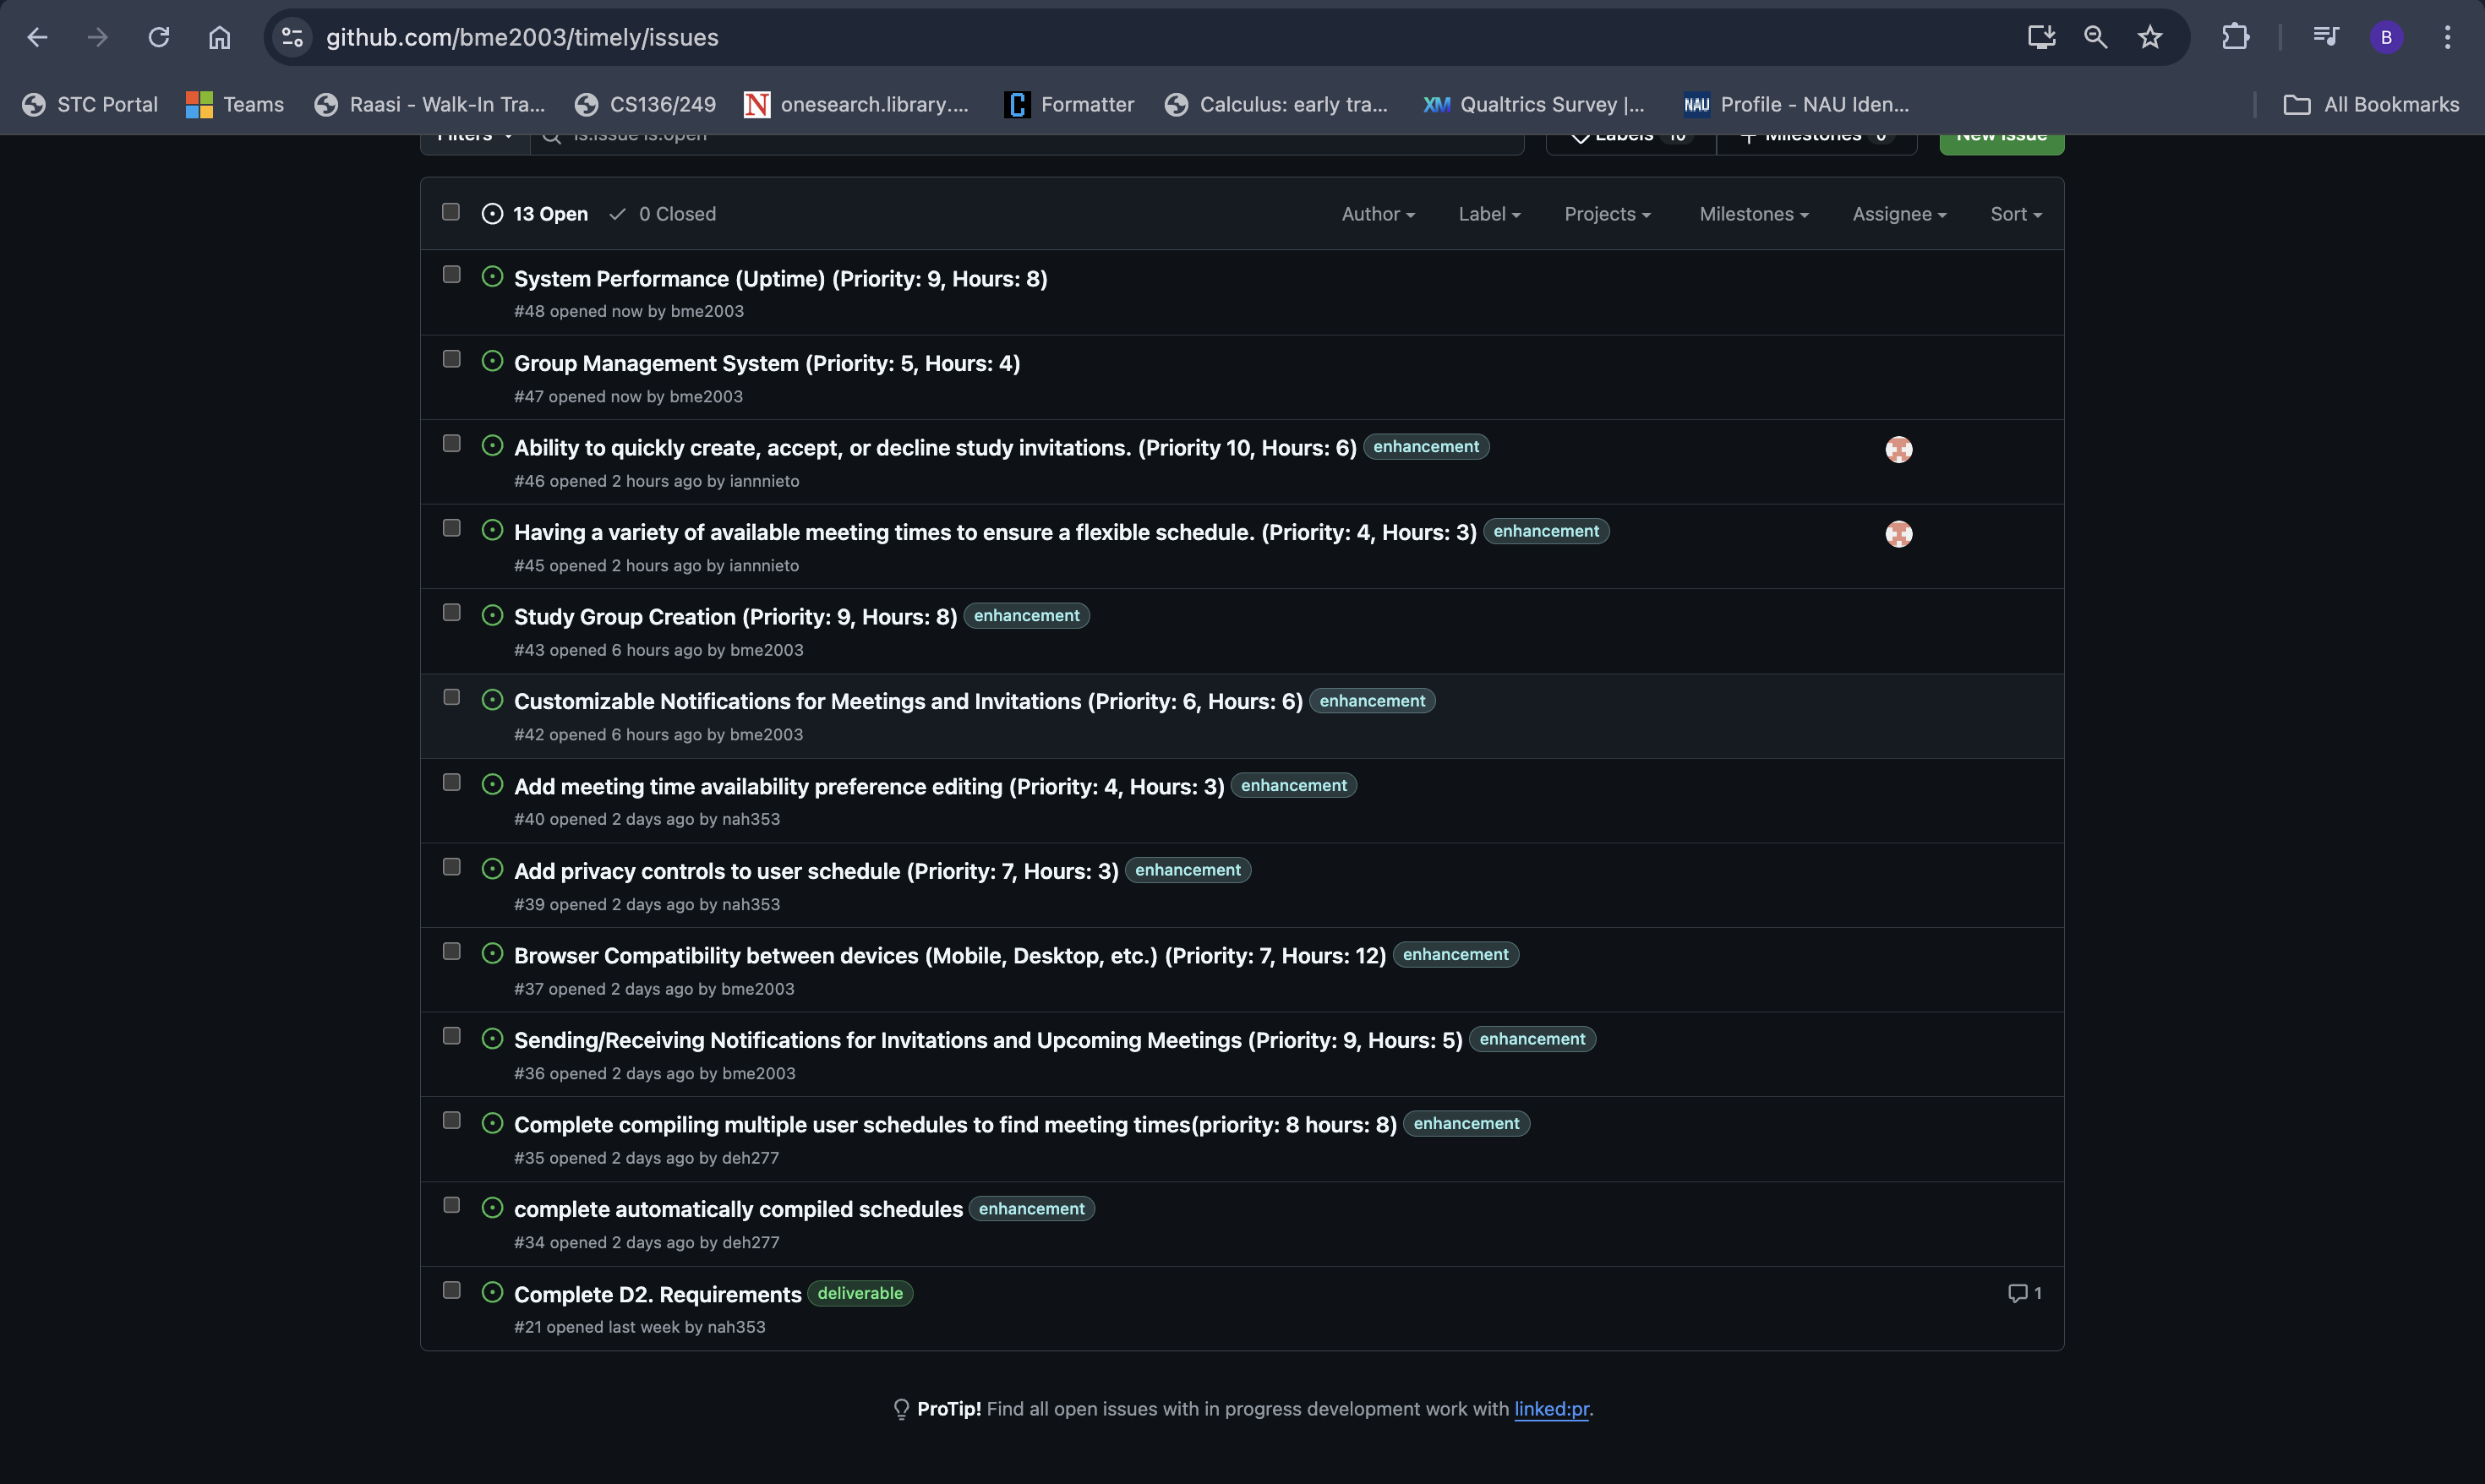 github.com/bme2003/timely/issues
B
STC Portal
Teams
Raasi - Walk-In Tra...
CS136/249
N
onesearch.library....
C
Formatter
Calculus: early tra...
XM
Qualtrics Survey |...
NAU
Profile - NAU Iden...
All Bookmarks
Filters
is:issue is:open
Labels 10
Milestones 0
New issue
13 Open
0 Closed
Author
Label
Projects
Milestones
Assignee
Sort
System Performance (Uptime) (Priority: 9, Hours: 8)
#48 opened now by bme2003
Group Management System (Priority: 5, Hours: 4)
#47 opened now by bme2003
Ability to quickly create, accept, or decline study invitations. (Priority 10, Hours: 6) enhancement
#46 opened 2 hours ago by iannnieto
Having a variety of available meeting times to ensure a flexible schedule. (Priority: 4, Hours: 3) enhancement
#45 opened 2 hours ago by iannnieto
Study Group Creation (Priority: 9, Hours: 8) enhancement
#43 opened 6 hours ago by bme2003
Customizable Notifications for Meetings and Invitations (Priority: 6, Hours: 6) enhancement
#42 opened 6 hours ago by bme2003
Add meeting time availability preference editing (Priority: 4, Hours: 3) enhancement
#40 opened 2 days ago by nah353
Add privacy controls to user schedule (Priority: 7, Hours: 3) enhancement
#39 opened 2 days ago by nah353
Browser Compatibility between devices (Mobile, Desktop, etc.) (Priority: 7, Hours: 12) enhancement
#37 opened 2 days ago by bme2003
Sending/Receiving Notifications for Invitations and Upcoming Meetings (Priority: 9, Hours: 5) enhancement
#36 opened 2 days ago by bme2003
Complete compiling multiple user schedules to find meeting times(priority: 8 hours: 8) enhancement
#35 opened 2 days ago by deh277
complete automatically compiled schedules enhancement
#34 opened 2 days ago by deh277
Complete D2. Requirements deliverable
1
#21 opened last week by nah353
ProTip! Find all open issues with in progress development work with linked:pr.